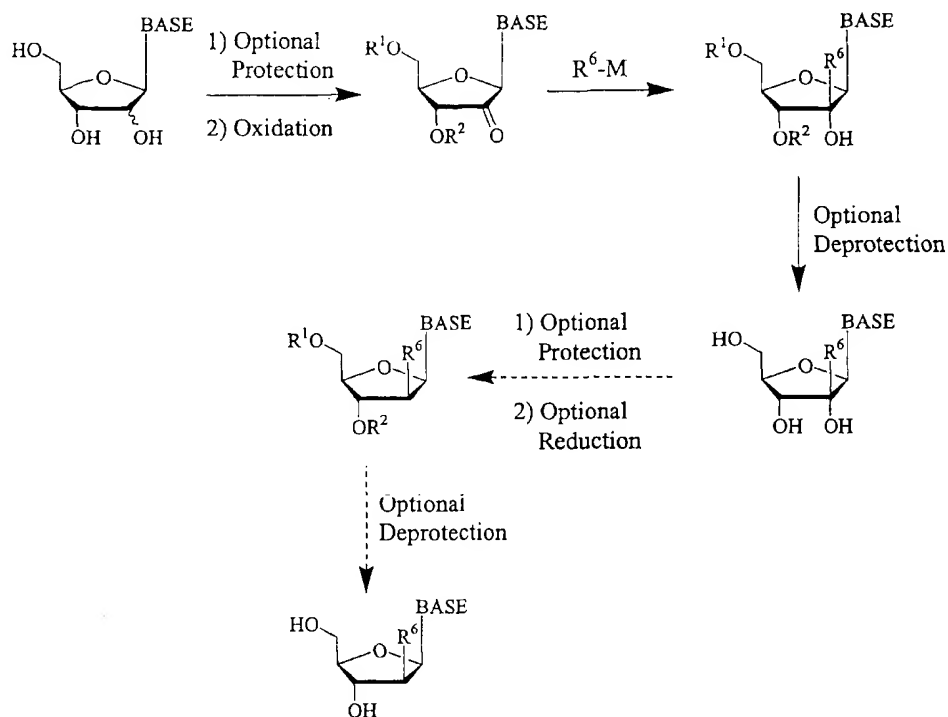 BASE
HO
O
OH
OH
1) Optional
Protection
2) Oxidation
BASE
R¹O
O
OR²
O
R⁶-M
BASE
R¹O
R⁶
O
OR²
OH
Optional
Deprotection
BASE
HO
R⁶
O
OH
OH
1) Optional
Protection
2) Optional
Reduction
BASE
R¹O
R⁶
O
OR²
Optional
Deprotection
BASE
HO
R⁶
O
OH